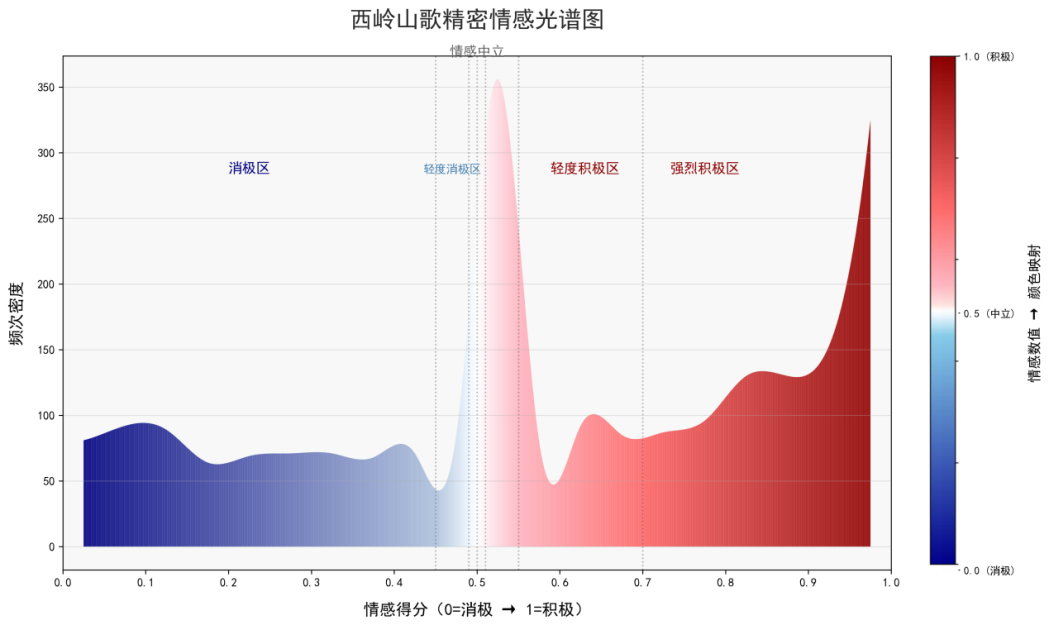 西岭山歌精密情感光谱图
情感中立
消极区
轻度消极区
轻度积极区
强烈积极区
频次密度
350
300
250
200
150
100
50
0
0.0 0.1 0.2 0.3 0.4 0.5 0.6 0.7 0.8 0.9 1.0
情感得分（0=消极 → 1=积极）
1.0 (积极)
0.5 (中立)
0.0 (消极)
情感数值 → 颜色映射